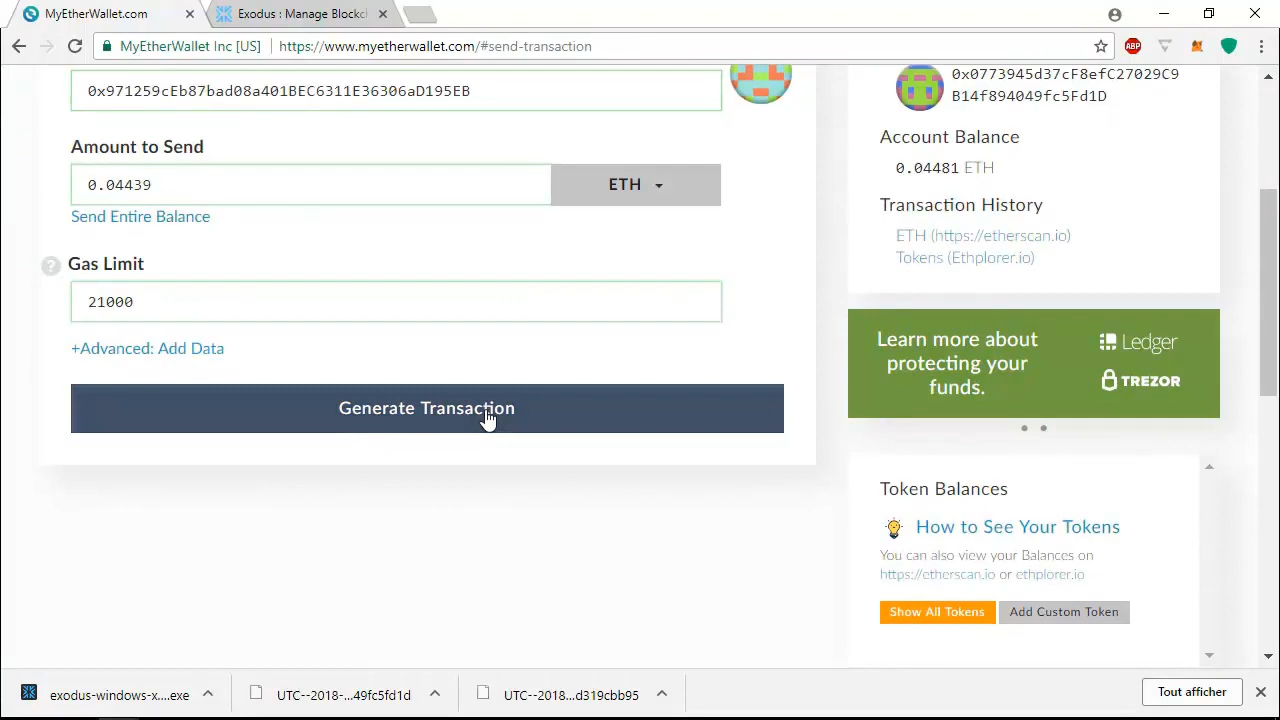 MyEtherWallet.com
Exodus : Manage Blockc
MyEtherWallet Inc [US]
https://www.myetherwallet.com/#send-transaction
ABP
0x971259cEb87bad08a401BEC6311E36306aD195EB
Amount to Send
0.04439
ETH
Send Entire Balance
? Gas Limit
21000
+Advanced: Add Data
Generate Transaction
0x0773945d37cF8efC27029C9
B14f894049fc5Fd1D
Account Balance
0.04481 ETH
Transaction History
ETH (https://etherscan.io)
Tokens (Ethplorer.io)
Learn more about
protecting your
funds.
Ledger
TREZOR
Token Balances
How to See Your Tokens
You can also view your Balances on
https://etherscan.io or ethplorer.io
Show All Tokens
Add Custom Token
exodus-windows-x....exe
UTC--2018-...49fc5fd1d
UTC--2018...d319cbb95
Tout afficher